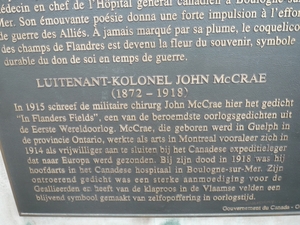 médecin en chef de l'Hôpital général canadien à Boulogne-sur-
Mer. Son émouvante poésie donna une forte impulsion à l'effort
de guerre des Alliés. À jamais marqué par sa plume, le coquelicot
des champs de Flandres est devenu la fleur du souvenir, symbole
durable du don de soi en temps de guerre.
LUITENANT-KOLONEL JOHN McCRAE
(1872 – 1918)
In 1915 schreef de militaire chirurg John McCrae hier het gedicht
"In Flanders Fields", een van de beroemdste oorlogsgedichten uit
de Eerste Wereldoorlog. McCrae, die geboren werd in Guelph in
de provincie Ontario, werkte als arts in Montreal vooraleer zich in
1914 als vrijwilliger aan te sluiten bij het Canadese expeditieleger
dat naar Europa werd gezonden. Bij zijn dood in 1918 was hij
hoofdarts in het Canadese hospitaal in Boulogne-sur-Mer. Zijn
ontroerend gedicht was een sterke aanmoediging voor de
Geallieerden en heeft van de klaproos in de Vlaamse velden een
blijvend symbool gemaakt van zelfopoffering in oorlogstijd.
Gouvernement du Canada -